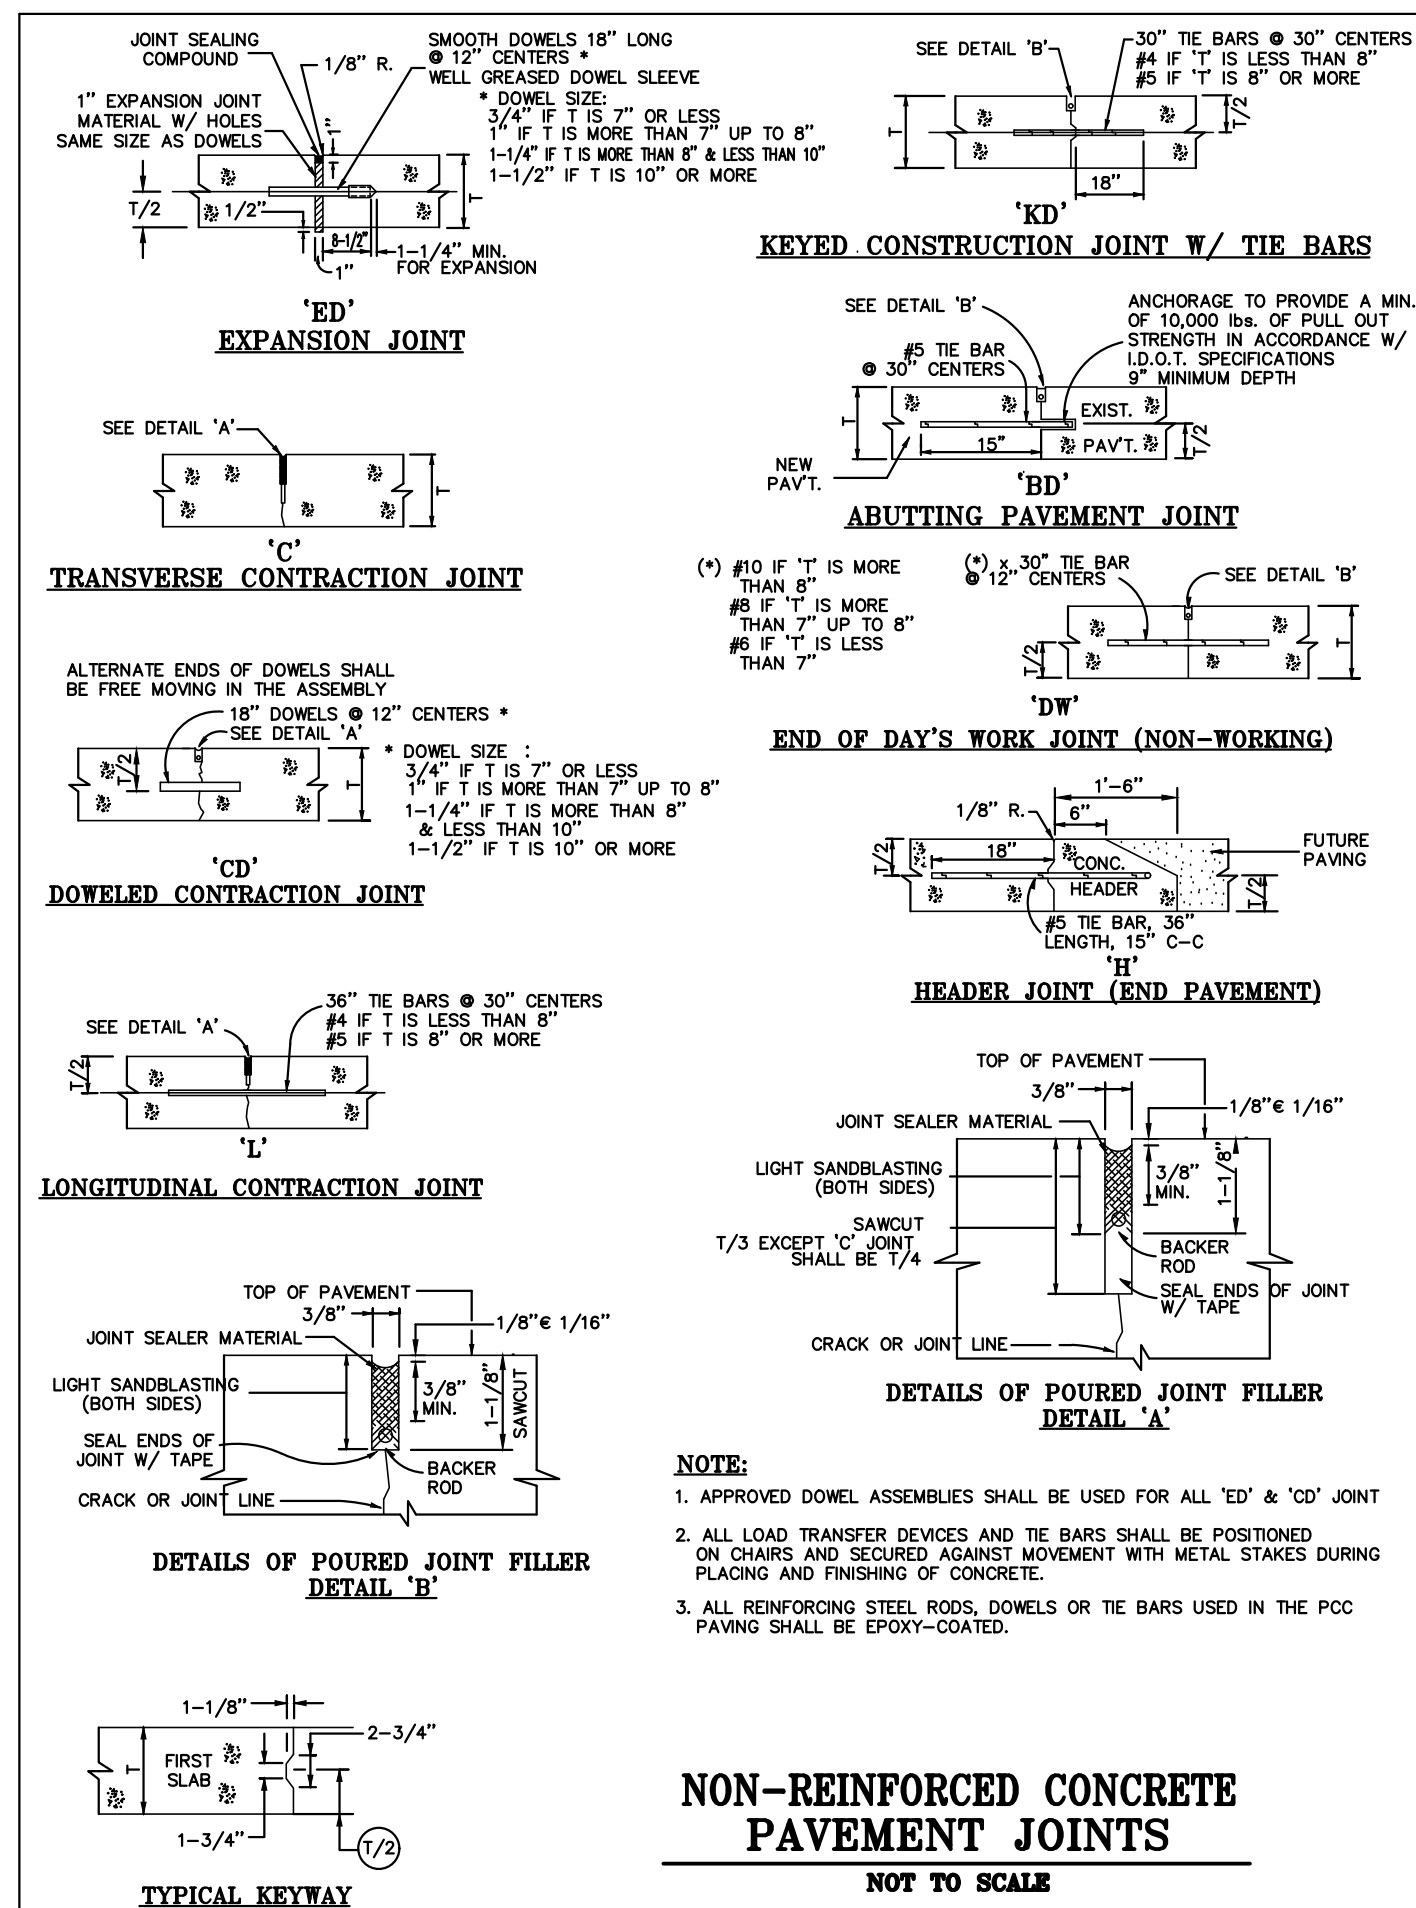 JOINT SEALING
COMPOUND
1/8" R.
SMOOTH DOWELS 18" LONG
@ 12" CENTERS *
WELL GREASED DOWEL SLEEVE
* DOWEL SIZE:
3/4" IF T IS 7" OR LESS
1" IF T IS MORE THAN 7" UP TO 8"
1-1/4" IF T IS MORE THAN 8" & LESS THAN 10"
1-1/2" IF T IS 10" OR MORE
1" EXPANSION JOINT
MATERIAL W/ HOLES
SAME SIZE AS DOWELS
1"
T/2
1/2"
T
8-1/2"
1-1/4" MIN.
FOR EXPANSION
1"
'ED'
EXPANSION JOINT
SEE DETAIL 'A'
T
'C'
TRANSVERSE CONTRACTION JOINT
ALTERNATE ENDS OF DOWELS SHALL
BE FREE MOVING IN THE ASSEMBLY
18" DOWELS @ 12" CENTERS *
SEE DETAIL 'A'
* DOWEL SIZE :
3/4" IF T IS 7" OR LESS
1" IF T IS MORE THAN 7" UP TO 8"
1-1/4" IF T IS MORE THAN 8"
& LESS THAN 10"
1-1/2" IF T IS 10" OR MORE
T/2
T
'CD'
DOWELED CONTRACTION JOINT
36" TIE BARS @ 30" CENTERS
#4 IF T IS LESS THAN 8"
#5 IF T IS 8" OR MORE
SEE DETAIL 'A'
T/2
'L'
LONGITUDINAL CONTRACTION JOINT
TOP OF PAVEMENT
3/8"
1/8"€ 1/16"
JOINT SEALER MATERIAL
LIGHT SANDBLASTING
(BOTH SIDES)
3/8"
MIN.
1-1/8"
SAWCUT
SEAL ENDS OF
JOINT W/ TAPE
BACKER
ROD
CRACK OR JOINT LINE
DETAILS OF POURED JOINT FILLER
DETAIL 'B'
1-1/8"
2-3/4"
T
FIRST
SLAB
1-3/4"
T/2
TYPICAL KEYWAY
SEE DETAIL 'B'
30" TIE BARS @ 30" CENTERS
#4 IF 'T' IS LESS THAN 8"
#5 IF 'T' IS 8" OR MORE
T
T/2
18"
'KD'
KEYED CONSTRUCTION JOINT W/ TIE BARS
SEE DETAIL 'B'
ANCHORAGE TO PROVIDE A MIN.
OF 10,000 lbs. OF PULL OUT
STRENGTH IN ACCORDANCE W/
I.D.O.T. SPECIFICATIONS
9" MINIMUM DEPTH
#5 TIE BAR
@ 30" CENTERS
T
EXIST.
PAV'T.
15"
T/2
NEW
PAV'T.
'BD'
ABUTTING PAVEMENT JOINT
(*) #10 IF 'T' IS MORE
THAN 8"
#8 IF 'T' IS MORE
THAN 7" UP TO 8"
#6 IF 'T' IS LESS
THAN 7"
(*) x 30" TIE BAR
@ 12" CENTERS
SEE DETAIL 'B'
T/2
T
'DW'
END OF DAY'S WORK JOINT (NON-WORKING)
1'-6"
1/8" R.
6"
T/2
18"
CONC.
HEADER
FUTURE
PAVING
T/2
#5 TIE BAR, 36"
LENGTH, 15" C-C
'H'
HEADER JOINT (END PAVEMENT)
TOP OF PAVEMENT
3/8"
1/8"€ 1/16"
JOINT SEALER MATERIAL
LIGHT SANDBLASTING
(BOTH SIDES)
3/8"
MIN.
1-1/8"
SAWCUT
T/3 EXCEPT 'C' JOINT
SHALL BE T/4
BACKER
ROD
SEAL ENDS OF JOINT
W/ TAPE
CRACK OR JOINT LINE
DETAILS OF POURED JOINT FILLER
DETAIL 'A'
NOTE:
1. APPROVED DOWEL ASSEMBLIES SHALL BE USED FOR ALL 'ED' & 'CD' JOINT
2. ALL LOAD TRANSFER DEVICES AND TIE BARS SHALL BE POSITIONED
ON CHAIRS AND SECURED AGAINST MOVEMENT WITH METAL STAKES DURING
PLACING AND FINISHING OF CONCRETE.
3. ALL REINFORCING STEEL RODS, DOWELS OR TIE BARS USED IN THE PCC
PAVING SHALL BE EPOXY-COATED.
NON-REINFORCED CONCRETE
PAVEMENT JOINTS
NOT TO SCALE